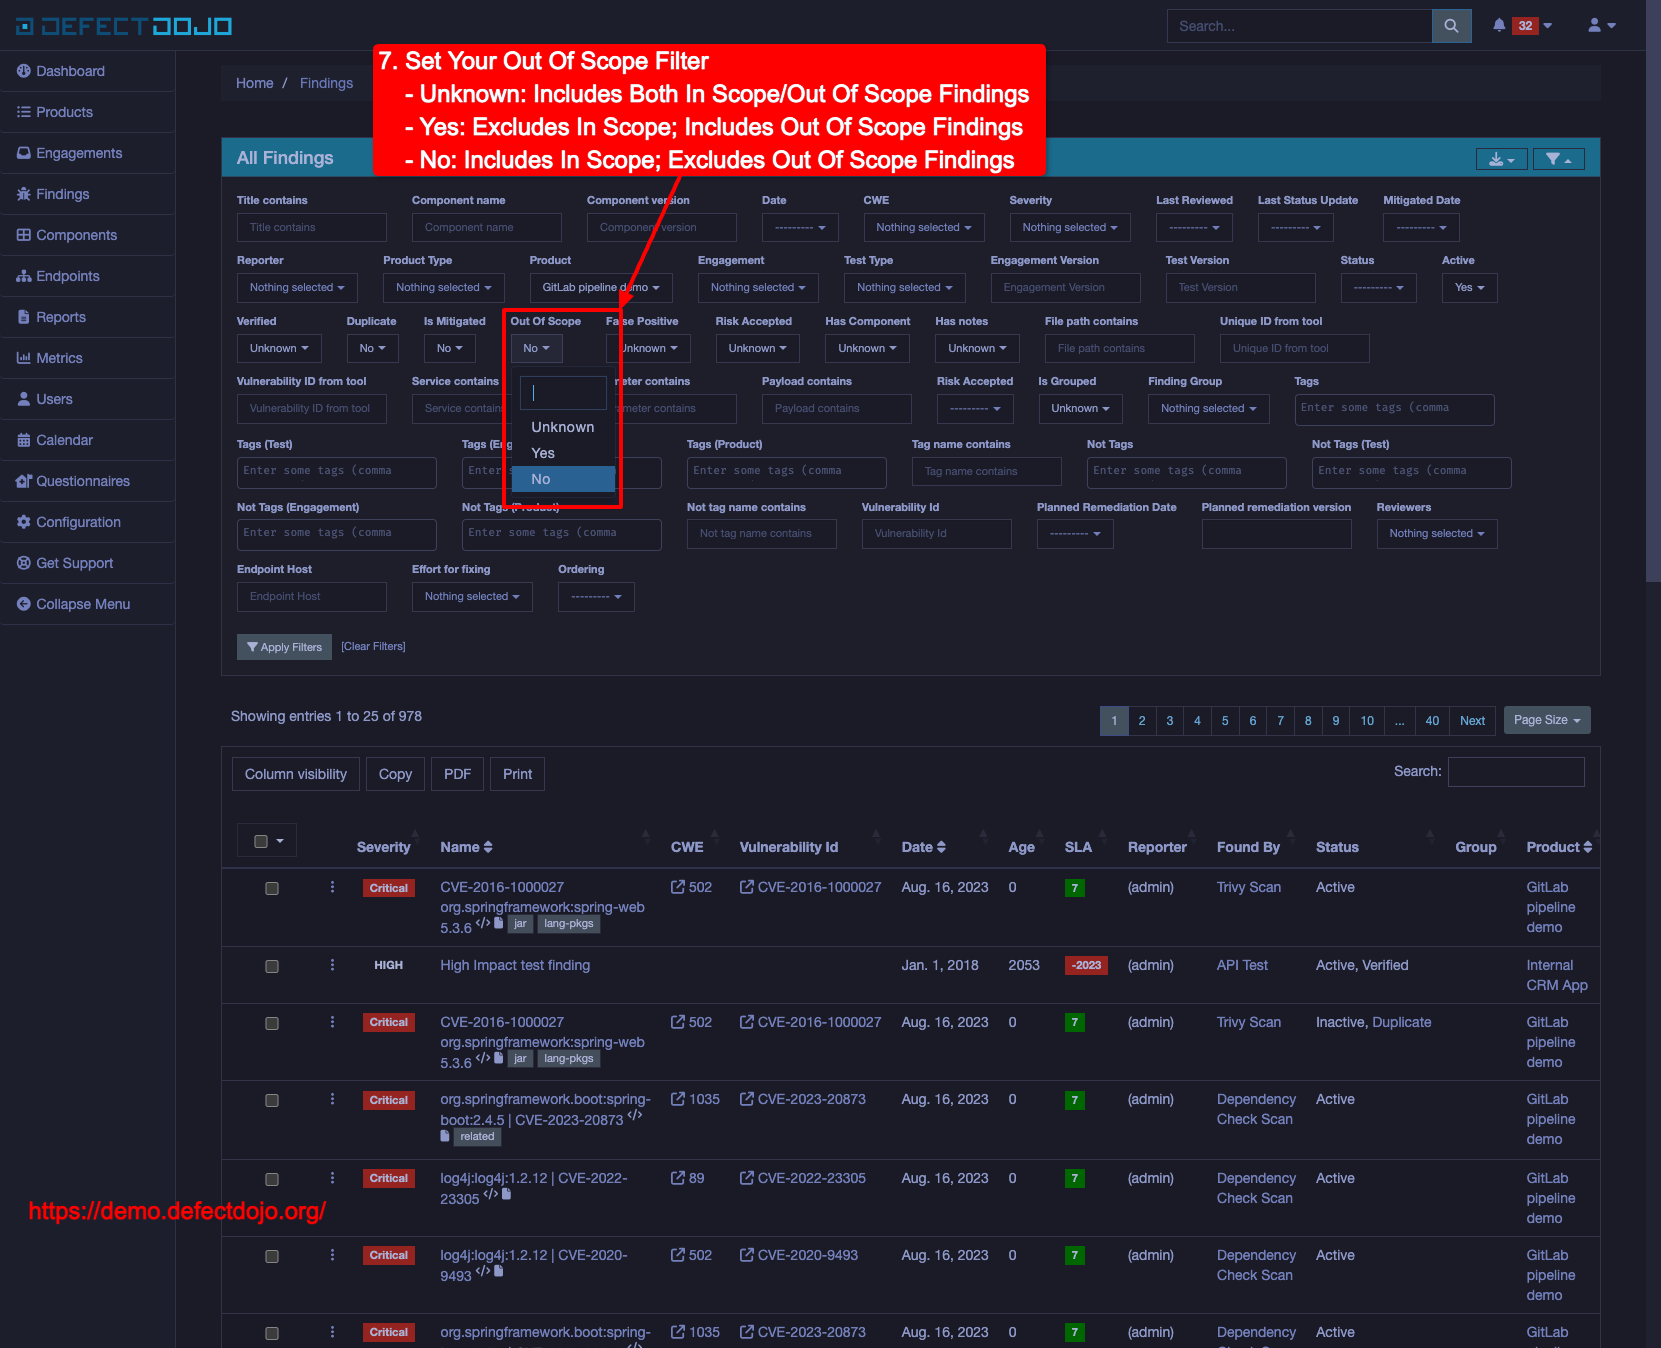 DEFECTDOJO
Search...
32
Dashboard
Products
Engagements
Findings
Components
Endpoints
Reports
Metrics
Users
Calendar
Questionnaires
Configuration
Get Support
Collapse Menu
Home / Findings
7. Set Your Out Of Scope Filter
- Unknown: Includes Both In Scope/Out Of Scope Findings
- Yes: Excludes In Scope; Includes Out Of Scope Findings
- No: Includes In Scope; Excludes Out Of Scope Findings
All Findings
Title contains Component name Component version Date CWE Severity Last Reviewed Last Status Update Mitigated Date
Title contains Component name Component version --------- Nothing selected Nothing selected --------- --------- ---------
Reporter Product Type Product Engagement Test Type Engagement Version Test Version Status Active
Nothing selected Nothing selected GitLab pipeline demo Nothing selected Nothing selected Engagement Version Test Version --------- Yes
Verified Duplicate Is Mitigated Out Of Scope False Positive Risk Accepted Has Component Has notes File path contains Unique ID from tool
Unknown No No No Unknown Unknown Unknown Unknown File path contains Unique ID from tool
Vulnerability ID from tool Service contains contains Payload contains Risk Accepted Is Grouped Finding Group Tags
Vulnerability ID from tool Service contains contains Payload contains --------- Unknown Nothing selected Enter some tags (comma
Unknown
Yes
No
Tags (Test) Tags Tags (Product) Tag name contains Not Tags Not Tags (Test)
Enter some tags (comma Enter Enter some tags (comma Tag name contains Enter some tags (comma Enter some tags (comma
Not Tags (Engagement) Not Tags (Product) Not tag name contains Vulnerability Id Planned Remediation Date Planned remediation version Reviewers
Enter some tags (comma Enter some tags (comma Not tag name contains Vulnerability Id --------- Nothing selected
Endpoint Host Effort for fixing Ordering
Endpoint Host Nothing selected ---------
Apply Filters [Clear Filters]
Showing entries 1 to 25 of 978
1 2 3 4 5 6 7 8 9 10 ... 40 Next Page Size
Column visibility Copy PDF Print
Search:
Severity Name CWE Vulnerability Id Date Age SLA Reporter Found By Status Group Product
Critical CVE-2016-1000027 502 CVE-2016-1000027 Aug. 16, 2023 0 7 (admin) Trivy Scan Active GitLab
org.springframework:spring-web pipeline
5.3.6 </> jar lang-pkgs demo
HIGH High Impact test finding Jan. 1, 2018 2053 -2023 (admin) API Test Active, Verified Internal
CRM App
Critical CVE-2016-1000027 502 CVE-2016-1000027 Aug. 16, 2023 0 7 (admin) Trivy Scan Inactive, Duplicate GitLab
org.springframework:spring-web pipeline
5.3.6 </> jar lang-pkgs demo
Critical org.springframework.boot:spring- 1035 CVE-2023-20873 Aug. 16, 2023 0 7 (admin) Dependency Active GitLab
boot:2.4.5 | CVE-2023-20873 </> Check Scan pipeline
related demo
Critical log4j:log4j:1.2.12 | CVE-2022- 89 CVE-2022-23305 Aug. 16, 2023 0 7 (admin) Dependency Active GitLab
23305 </> Check Scan pipeline
demo
https://demo.defectdojo.org/
Critical log4j:log4j:1.2.12 | CVE-2020- 502 CVE-2020-9493 Aug. 16, 2023 0 7 (admin) Dependency Active GitLab
9493 </> Check Scan pipeline
demo
Critical org.springframework.boot:spring- 1035 CVE-2023-20873 Aug. 16, 2023 0 7 (admin) Dependency Active GitLab